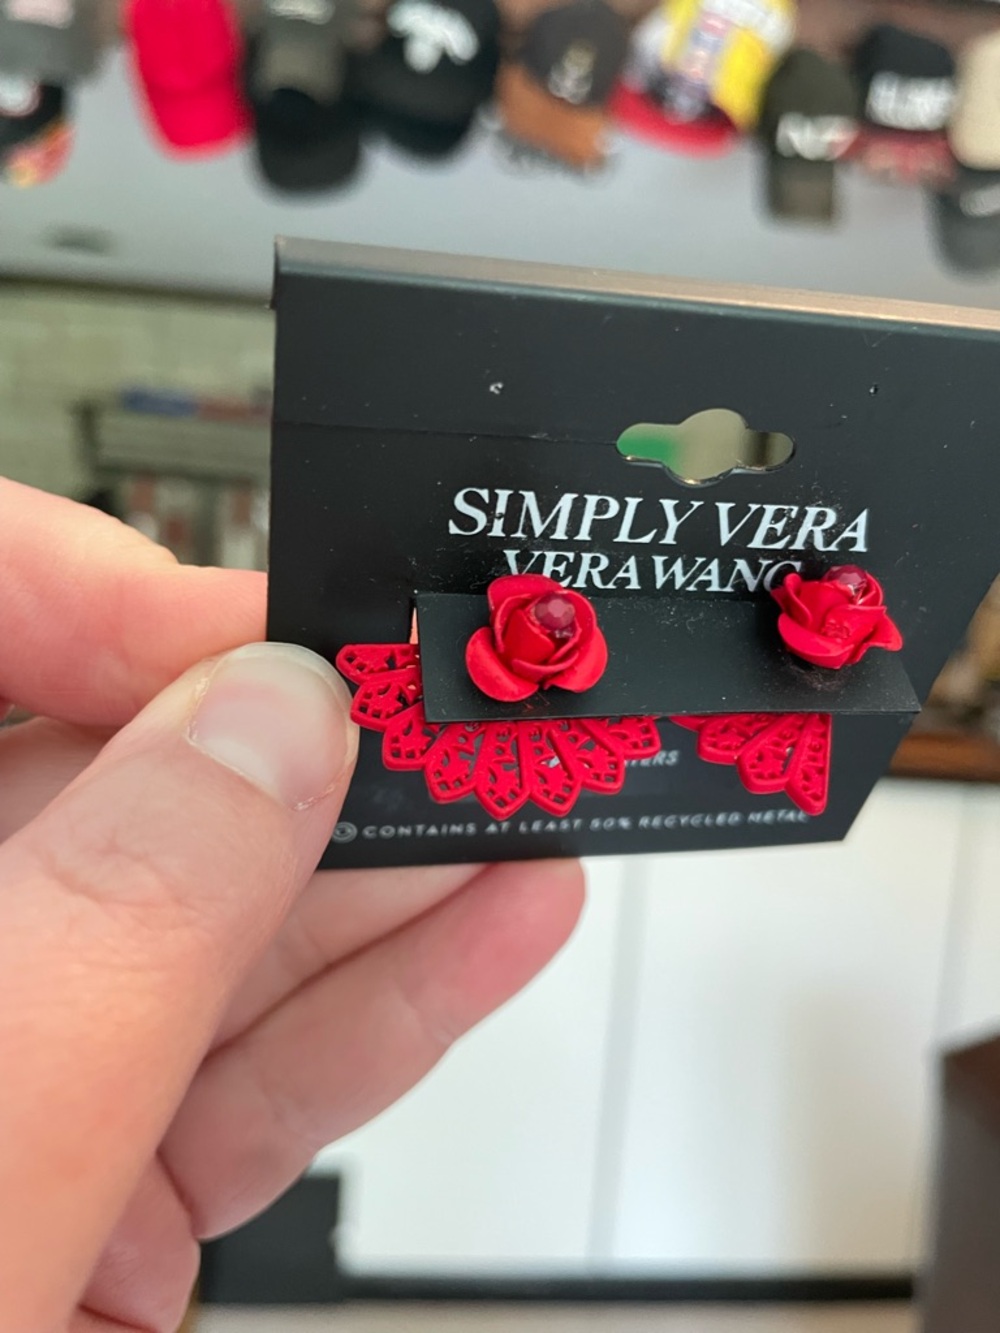 SIMPLY VERA
VERA WANG
CONTAINS AT LEAST 50% RECYCLED METAL